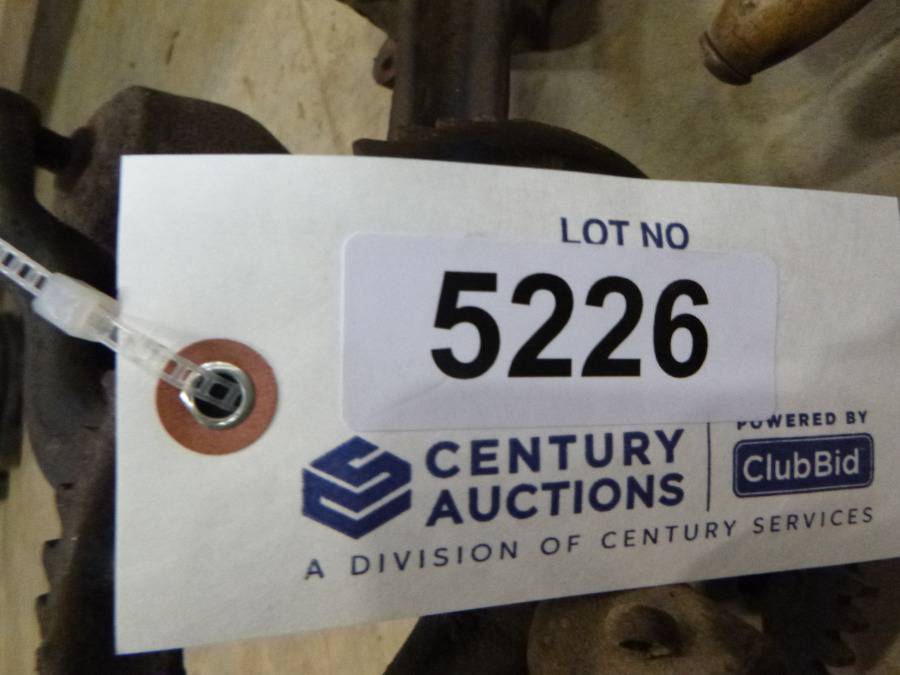 LOT NO
5226
CENTURY
AUCTIONS
POWERED BY
ClubBid
A DIVISION OF CENTURY SERVICES